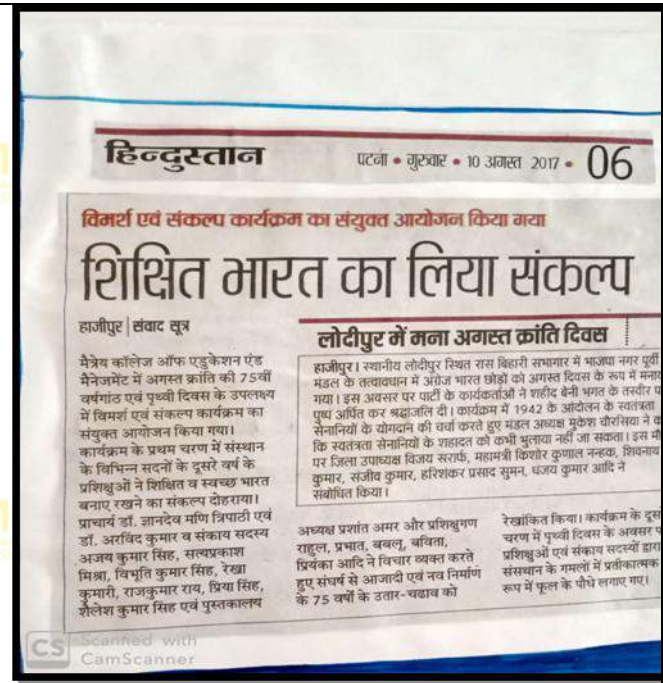 हिन्दुस्तान
पटना • गुरुवार • 10 अगस्त 2017 • 06
विमर्श एवं संकल्प कार्यक्रम का संयुक्त आयोजन किया गया
शिक्षित भारत का लिया संकल्प
हाजीपुर | संवाद सूत्र
मैत्रेय कॉलेज ऑफ एडुकेशन एंड
मैनेजमेंट में अगस्त क्रांति की 75वीं
वर्षगांठ एवं पृथ्वी दिवस के उपलक्ष्य
में विमर्श एवं संकल्प कार्यक्रम का
संयुक्त आयोजन किया गया।
कार्यक्रम के प्रथम चरण में संस्थान
के विभिन्न सदनों के दूसरे वर्ष के
प्रशिक्षुओं ने शिक्षित व स्वच्छ भारत
बनाए रखने का संकल्प दोहराया।
प्राचार्य डॉ. ज्ञानदेव मणि त्रिपाठी एवं
डॉ. अरविंद कुमार व संकाय सदस्य
अजय कुमार सिंह, सत्यप्रकाश
मिश्रा, विभूति कुमार सिंह, रेखा
कुमारी, राजकुमार राय, प्रिया सिंह,
शैलेश कुमार सिंह एवं पुस्तकालय
अध्यक्ष प्रशांत अमर और प्रशिक्षुगण
राहुल, प्रभात, बबलू, बविता,
प्रियंका आदि ने विचार व्यक्त करते
हुए संघर्ष से आजादी एवं नव निर्माण
के 75 वर्षों के उतार-चढाव को
रेखांकित किया। कार्यक्रम के
चरण में पृथ्वी दिवस के अवसर
प्रशिक्षुओं एवं संकाय सदस्यों द्वारा
संसथान के गमलों में प्रतीकात्मक
रूप में फूल के पौधे लगाए गए।
लोदीपुर में मना अगस्त क्रांति दिवस
हाजीपुर। स्थानीय लोदीपुर स्थित रास बिहारी सभागार में भाजपा नगर पूर्वी
मंडल के तत्वावधान में अंग्रेज भारत छोड़ो को अगस्त दिवस के रूप में
गया। इस अवसर पर पार्टी के कार्यकर्ताओं ने शहीद बेनी भगत के तस्वीर
पुष्प अर्पित कर श्रद्धांजलि दी। कार्यक्रम में 1942 के आंदोलन के स्वतंत्रता
सेनानियों के योगदान की चर्चा करते हुए मंडल अध्यक्ष मुकेश चौरसिया ने
कि स्वतंत्रता सेनानियों के शहादत को कभी भुलाया नहीं जा सकता। इस
पर जिला उपाध्यक्ष विजय सराफ, महामंत्री किशोर कुणाल नन्हक,
कुमार, संजीव कुमार, हरिशंकर प्रसाद सुमन, धंजय कुमार आदि ने
संबोधित किया।
CS Scanned with
CamScanner